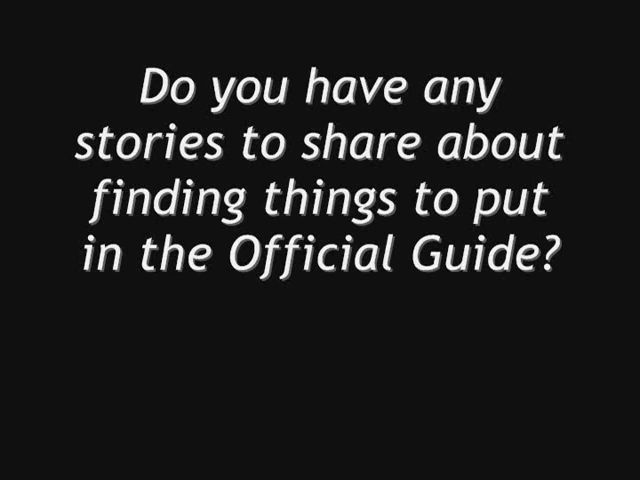 Do you have any
stories to share about
finding things to put
in the Official Guide?